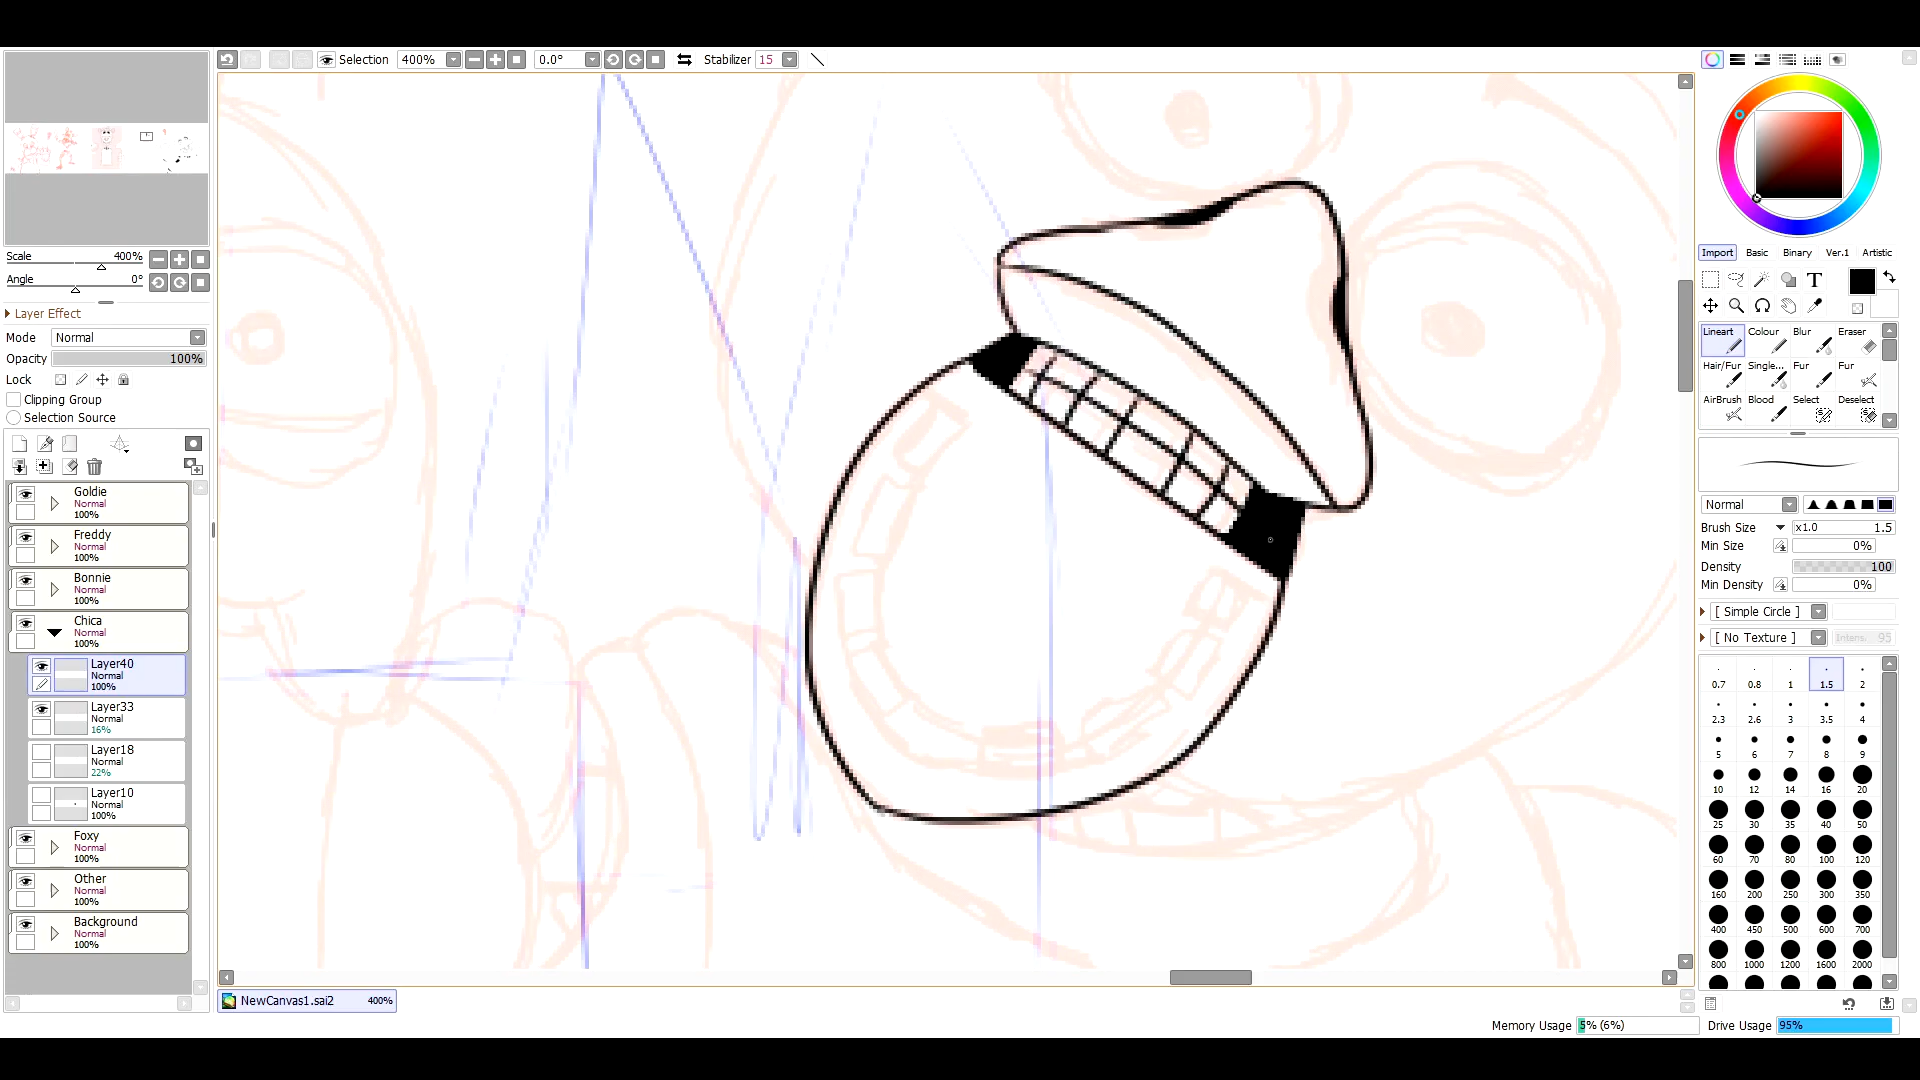 Selection 400% 0.0° Stabilizer 15
Scale 400%
Angle 0°
Layer Effect
Mode Normal
Opacity 100%
Lock
Clipping Group
Selection Source
Goldie
Normal
100%
Freddy
Normal
100%
Bonnie
Normal
100%
Chica
Normal
100%
Layer40
Normal
100%
Layer33
Normal
16%
Layer18
Normal
22%
Layer10
Normal
100%
Foxy
Normal
100%
Other
Normal
100%
Background
Normal
100%
NewCanvas1.sai2 400%
Import Basic Binary Ver.1 Artistic
T
Lineart Colour Blur Eraser
Hair/Fur Single... Fur Fur
AirBrush Blood Select Deselect
Normal
Brush Size x1.0 1.5
Min Size 0%
Density 100
Min Density 0%
[ Simple Circle ]
[ No Texture ] Intens: 95
0.7 0.8 1 1.5 2
2.3 2.6 3 3.5 4
5 6 7 8 9
10 12 14 16 20
25 30 35 40 50
60 70 80 100 120
160 200 250 300 350
400 450 500 600 700
800 1000 1200 1600 2000
Memory Usage 5% (6%) Drive Usage 95%